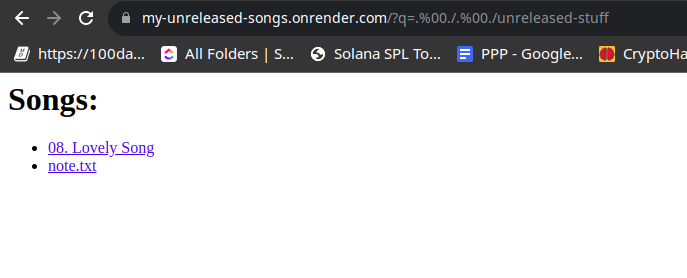 my-unreleased-songs.onrender.com/?q=.%00./.%00./unreleased-stuff
https://100da... All Folders | S... Solana SPL To... PPP - Google... CryptoHa
Songs:
08. Lovely Song
note.txt